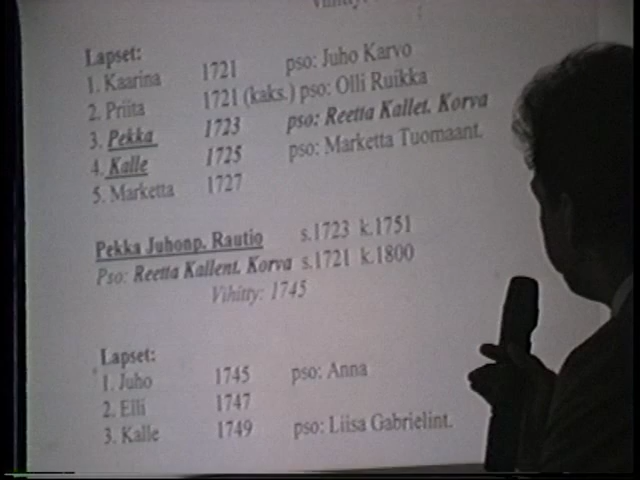 Lapset:
1. Kaarina 1721 pso: Juho Karvo
2. Priita 1721 (kaks.) pso: Olli Ruikka
3. Pekka 1723 pso: Reetta Kallet. Korva
4. Kalle 1725 pso: Marketta Tuomaant.
5. Marketta 1727
Pekka Juhonp. Rautio s.1723 k.1751
Pso: Reetta Kallent. Korva s.1721 k.1800
Vihitty: 1745
Lapset:
1. Juho 1745 pso: Anna
2. Elli 1747
3. Kalle 1749 pso: Liisa Gabrielint.